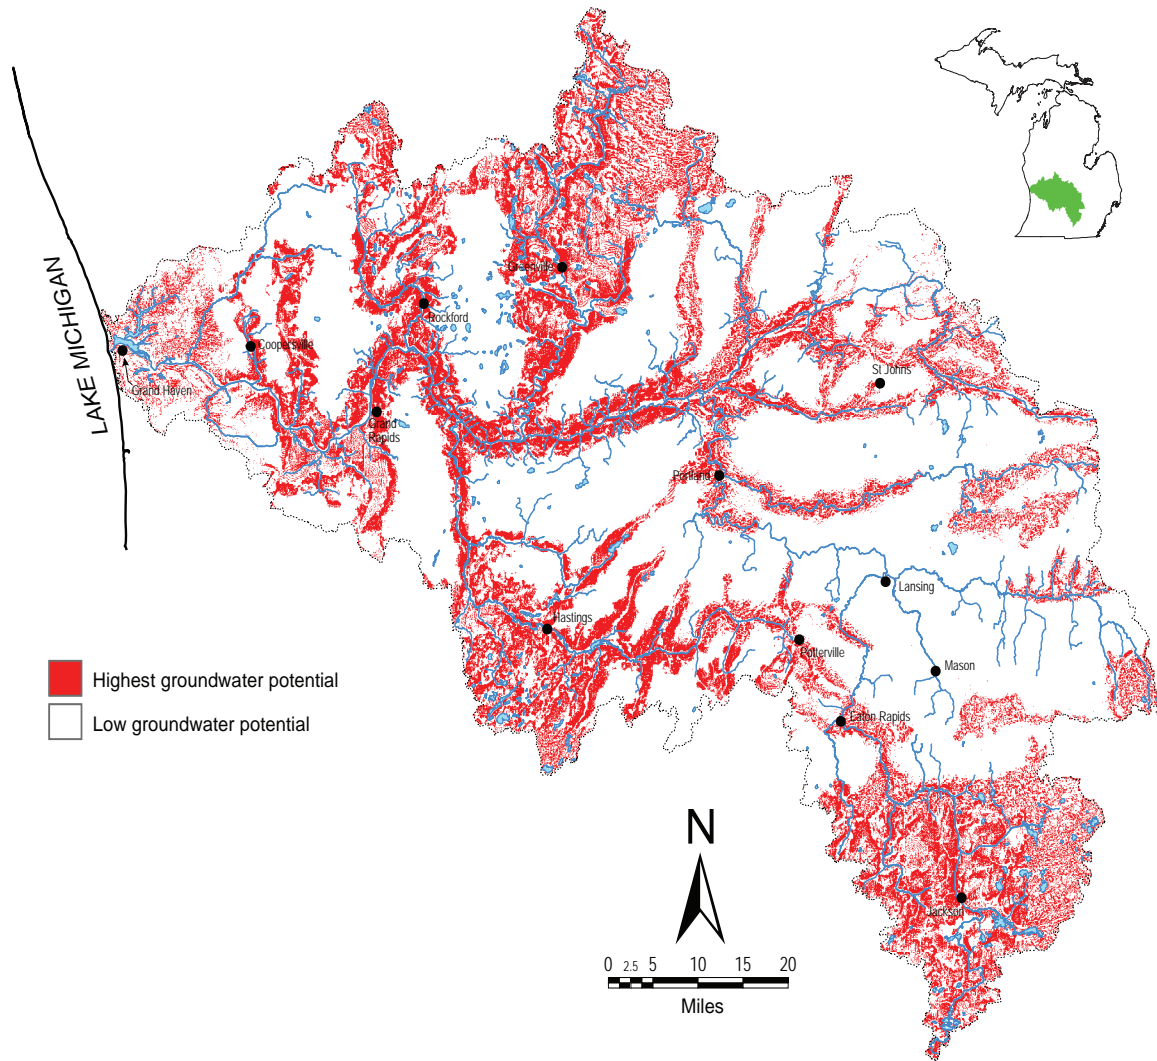 LAKE MICHIGAN
Greenville
Rockford
Coopersville
Grand Haven
St Johns
Grand
Rapids
Portland
Lansing
Hastings
Potterville
Mason
Eaton Rapids
Jackson
Highest groundwater potential
Low groundwater potential
N
0 2.5 5 10 15 20
Miles